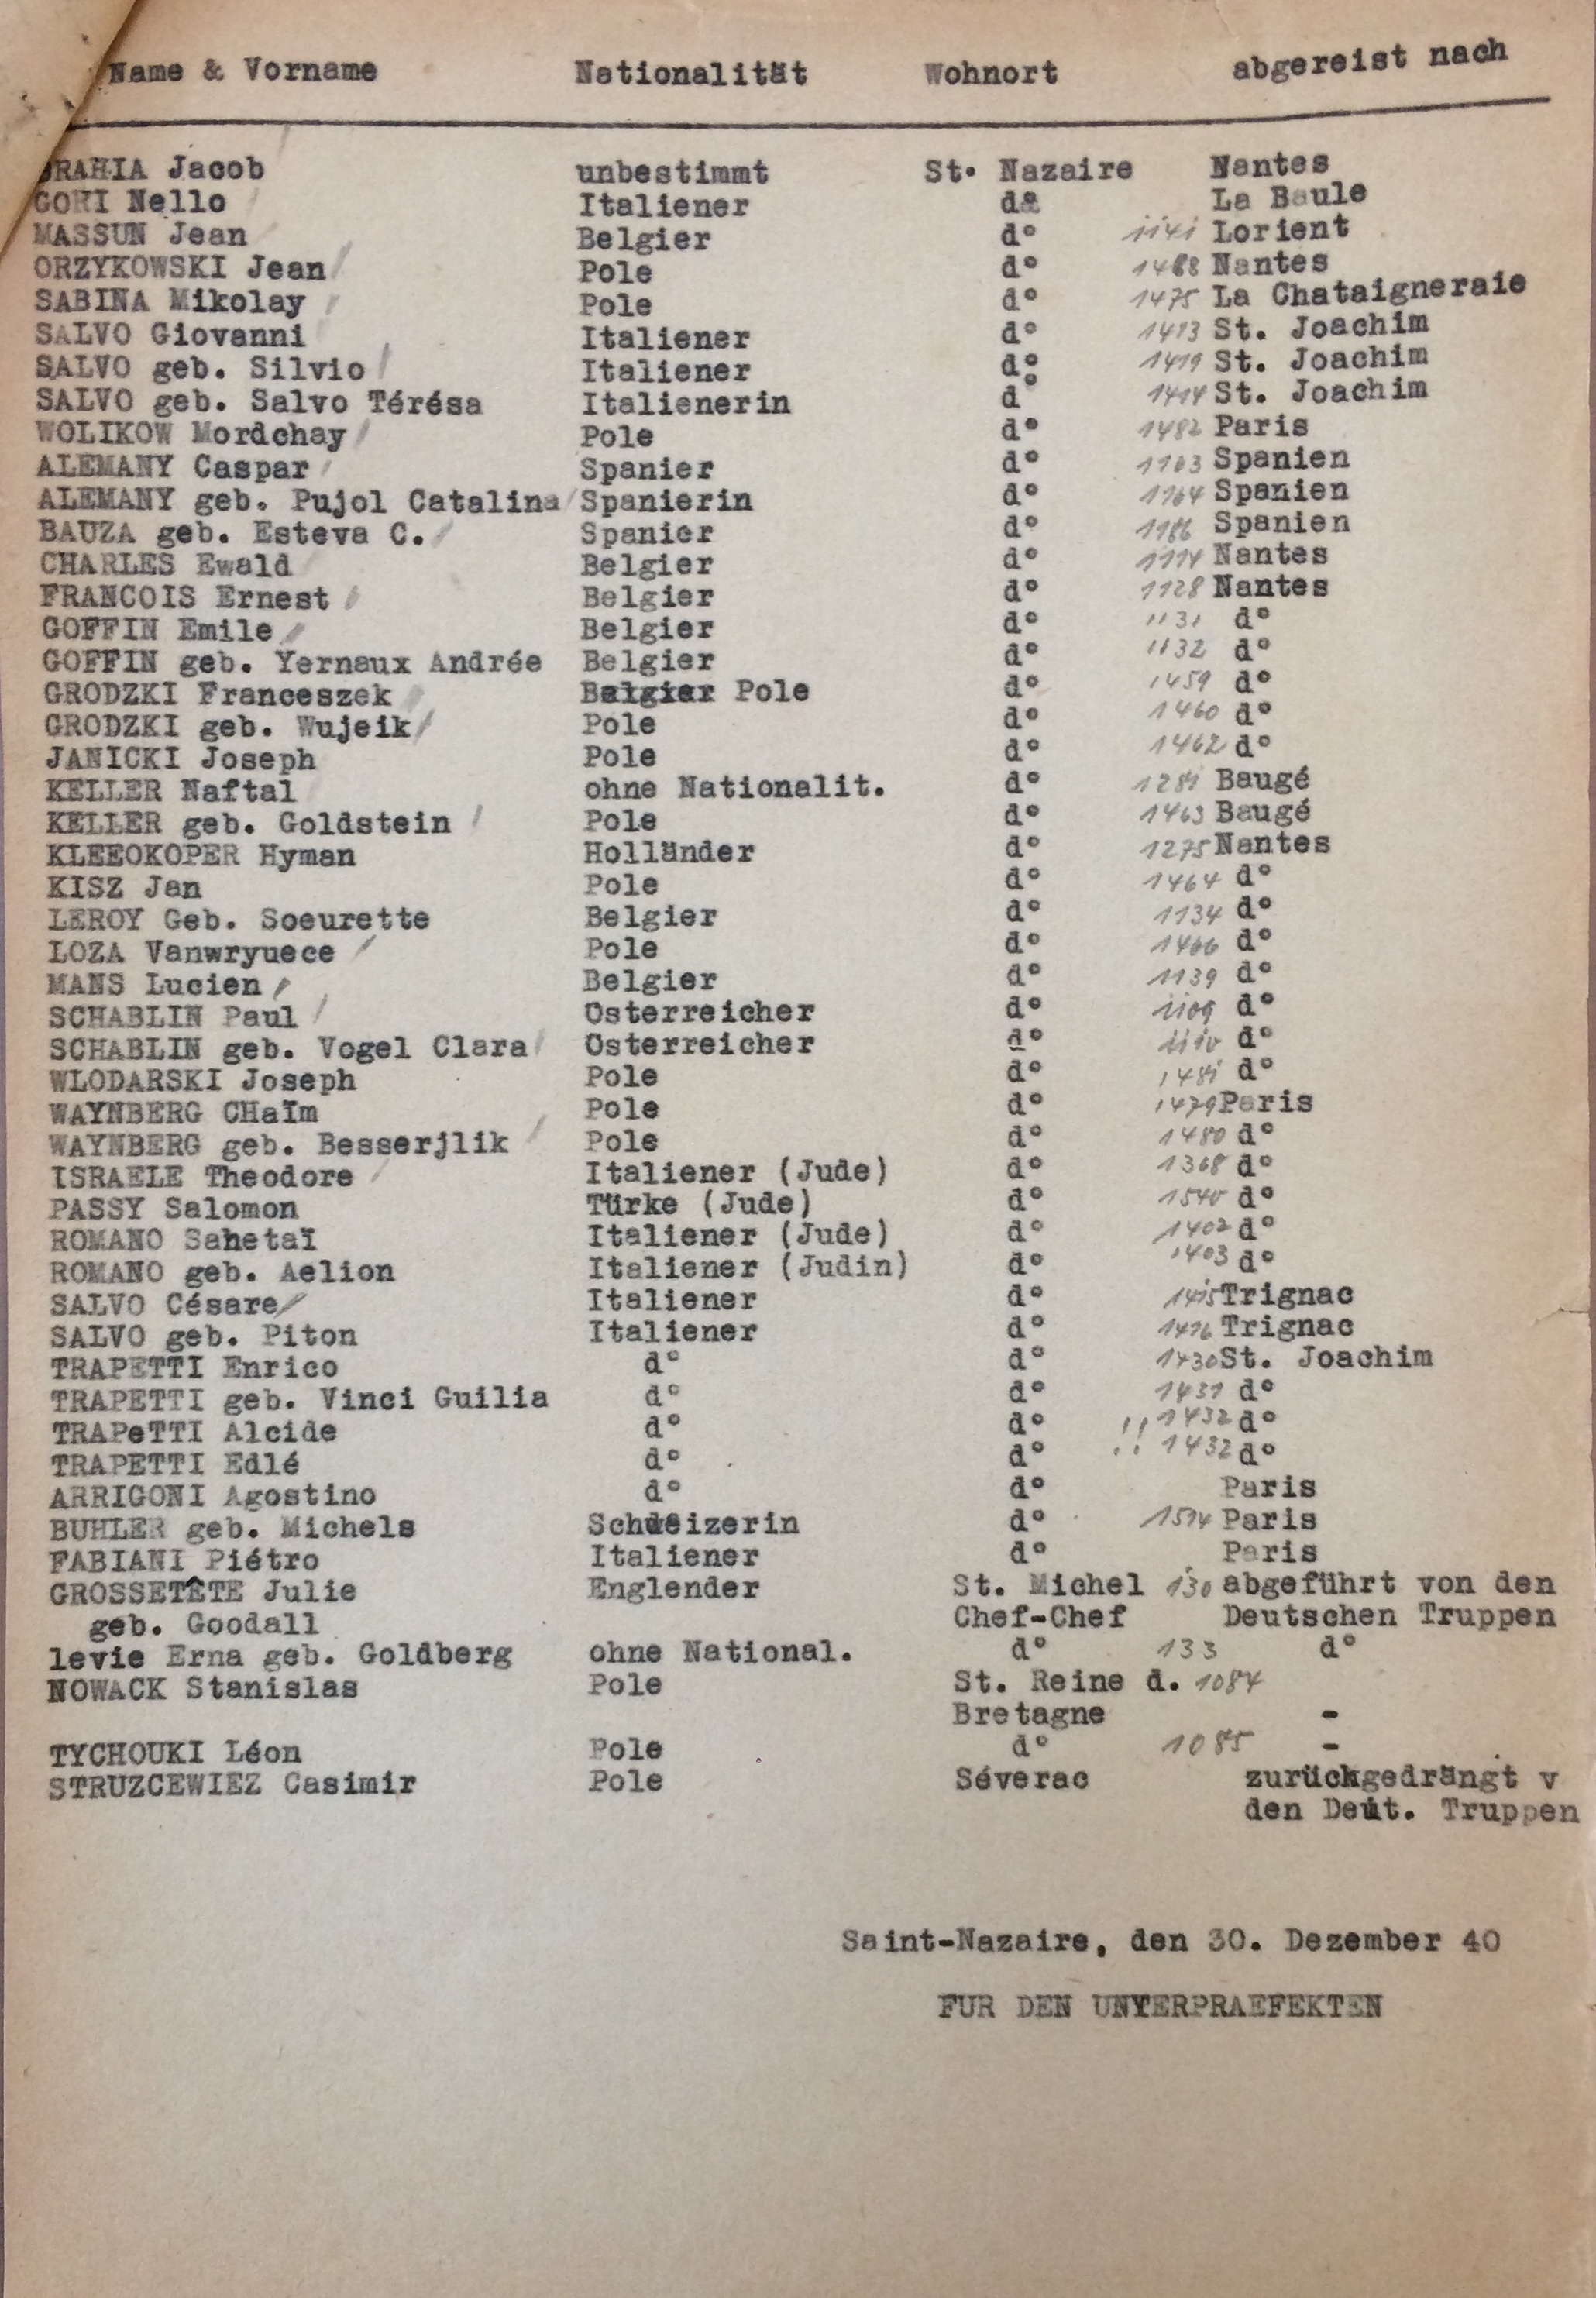 Name & Vorname Nationalität Wohnort abgereist nach
Jacob unbestimmt St. Nazaire Nantes
GORI Nello Italiener d° La Baule
MASSUN Jean Belgier d° 1141 Lorient
ORZYKOWSKI Jean Pole d° 1488 Nantes
SABINA Mikolay Pole d° 1475 La Chataigneraie
SALVO Giovanni Italiener d° 1413 St. Joachim
SALVO geb. Silvio Italiener d° 1419 St. Joachim
SALVO geb. Salvo Térésa Italienerin d° 1414 St. Joachim
WOLIKOW Mordchay Pole d° 1482 Paris
ALEMANY Caspar Spanier d° 1163 Spanien
ALEMANY geb. Pujol Catalina Spanierin d° 1164 Spanien
BAUZA geb. Esteva C. Spanier d° 1186 Spanien
CHARLES Ewald Belgier d° 1114 Nantes
FRANCOIS Ernest Belgier d° 1128 Nantes
GOFFIN Emile Belgier d° 1131 d°
GOFFIN geb. Yernaux Andrée Belgier d° 1132 d°
GRODZKI Franceszek Belgier Pole d° 1459 d°
GRODZKI geb. Wujeik Pole d° 1460 d°
JANICKI Joseph Pole d° 1462 d°
KELLER Naftal ohne Nationalit. d° 1281 Baugé
KELLER geb. Goldstein Pole d° 1463 Baugé
KLEEOKOPER Hyman Holländer d° 1275 Nantes
KISZ Jan Pole d° 1464 d°
LEROY Geb. Soeurette Belgier d° 1134 d°
LOZA Vanwryuece Pole d° 1466 d°
MANS Lucien Belgier d° 1139 d°
SCHABLIN Paul Osterreicher d° 1109 d°
SCHABLIN geb. Vogel Clara Osterreicher d° 1110 d°
WLODARSKI Joseph Pole d° 1481 d°
WAYNBERG CHaïm Pole d° 1479 Paris
WAYNBERG geb. Besserjlik Pole d° 1480 d°
ISRAELE Theodore Italiener (Jude) d° 1368 d°
PASSY Salomon Türke (Jude) d° 1540 d°
ROMANO Sahetaï Italiener (Jude) d° 1402 d°
ROMANO geb. Aelion Italiener (Judin) d° 1403 d°
SALVO Césare Italiener d° 1415 Trignac
SALVO geb. Piton Italiener d° 1416 Trignac
TRAPETTI Enrico d° d° 1430 St. Joachim
TRAPETTI geb. Vinci Guilia d° d° 1431 d°
TRAPeTTI Alcide d° d° !! 1432 d°
TRAPETTI Edlé d° d° !! 1432 d°
ARRIGONI Agostino d° d° Paris
BUHLER geb. Michels Schweizerin d° 1514 Paris
FABIANI Piétro Italiener d° Paris
GROSSETÊTE Julie Englender St. Michel 130 abgeführt von den
geb. Goodall Chef-Chef Deutschen Truppen
levie Erna geb. Goldberg ohne National. d° 133 d°
NOWACK Stanislas Pole St. Reine d. 1084
Bretagne -
TYCHOUKI Léon Pole d° 1085 -
STRUZCEWIEZ Casimir Pole Séverac zurückgedrängt v
den Deut. Truppen
Saint-Nazaire, den 30. Dezember 40
FUR DEN UNTERPRAEFEKTEN